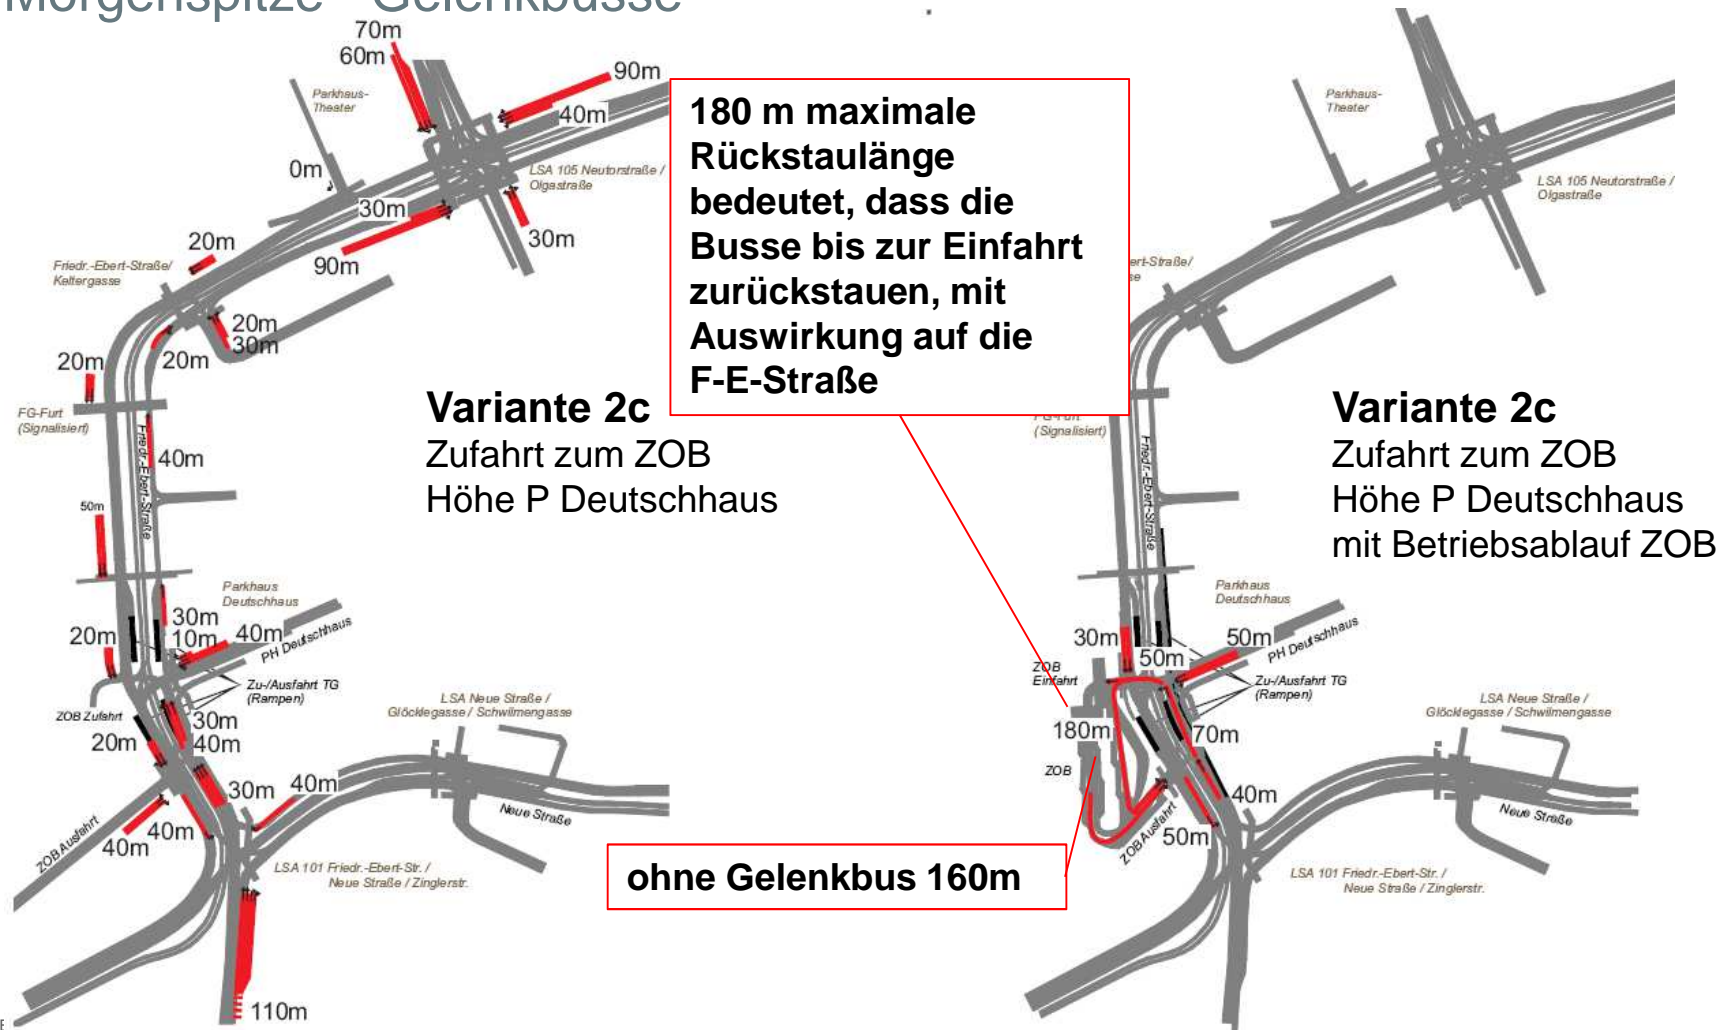 Morgenspitze - Gelenkbusse
70m
60m
90m
40m
Parkhaus-
Theater
0m
LSA 105 Neutorstraße /
Olgastraße
30m
30m
90m
20m
Friedr.-Ebert-Straße/
Keltergasse
20m
30m
20m
20m
FG-Furt
(Signalisiert)
Friedr.-Ebert-Straße
40m
50m
Parkhaus
Deutschhaus
30m
10m
40m
20m
PH Deutschhaus
Zu-/Ausfahrt TG
(Rampen)
ZOB Zufahrt
30m
20m
40m
LSA Neue Straße /
Glöcklegasse / Schwilmengasse
30m
40m
Neue Straße
ZOB Ausfahrt
40m
40m
LSA 101 Friedr.-Ebert-Str. /
Neue Straße / Zinglerstr.
110m
Variante 2c
Zufahrt zum ZOB
Höhe P Deutschhaus
180 m maximale
Rückstaulänge
bedeutet, dass die
Busse bis zur Einfahrt
zurückstauen, mit
Auswirkung auf die
F-E-Straße
ohne Gelenkbus 160m
Parkhaus-
Theater
LSA 105 Neutorstraße /
Olgastraße
ert-Straße/
se
(Signalisiert)
Friedr.-Ebert-Straße
Variante 2c
Zufahrt zum ZOB
Höhe P Deutschhaus
mit Betriebsablauf ZOB
Parkhaus
Deutschhaus
30m
50m
50m
PH Deutschhaus
ZOB
Einfahrt
Zu-/Ausfahrt TG
(Rampen)
LSA Neue Straße /
Glöcklegasse / Schwilmengasse
180m
70m
ZOB
40m
50m
ZOB Ausfahrt
Neue Straße
LSA 101 Friedr.-Ebert-Str. /
Neue Straße / Zinglerstr.